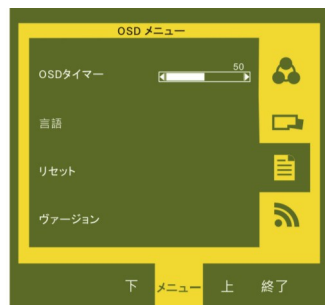 OSD メニュー
OSDタイマー 50
言語
リセット
ヴァージョン
下 メニュー 上 終了